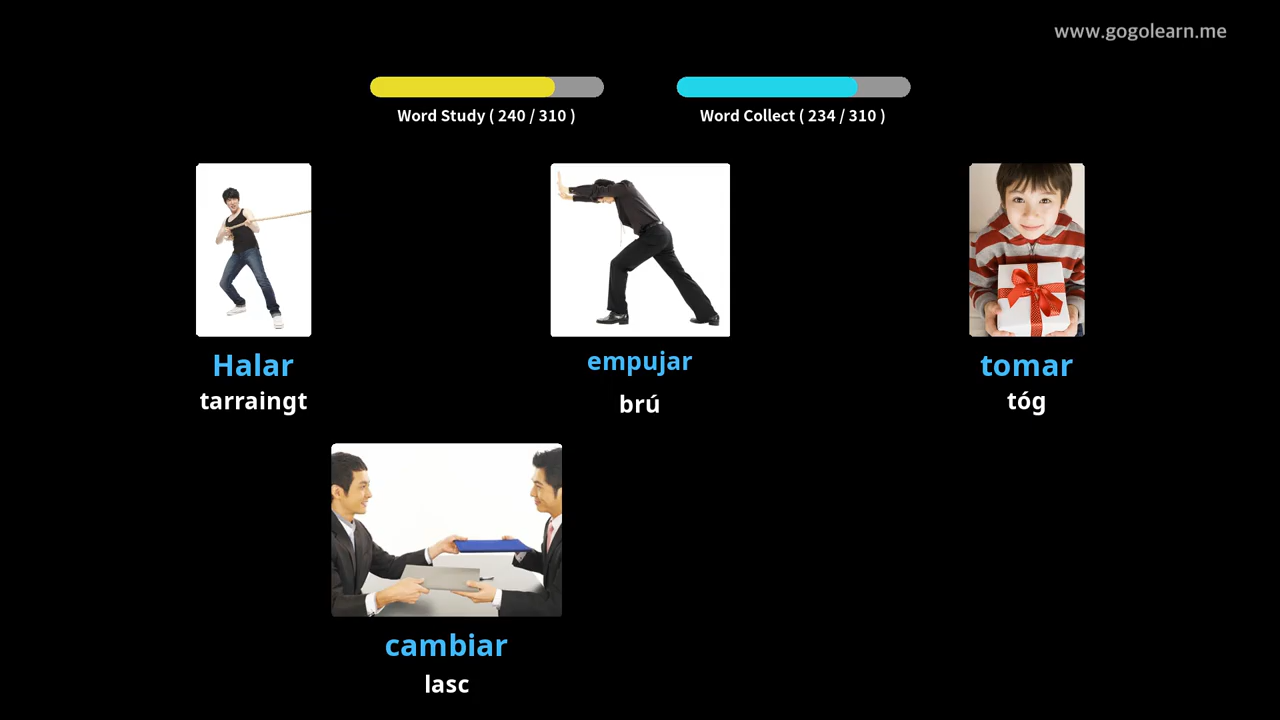 www.gogolearn.me
Word Study ( 240 / 310 )
Word Collect ( 234 / 310 )
Halar
tarraingt
empujar
brú
tomar
tóg
cambiar
lasc